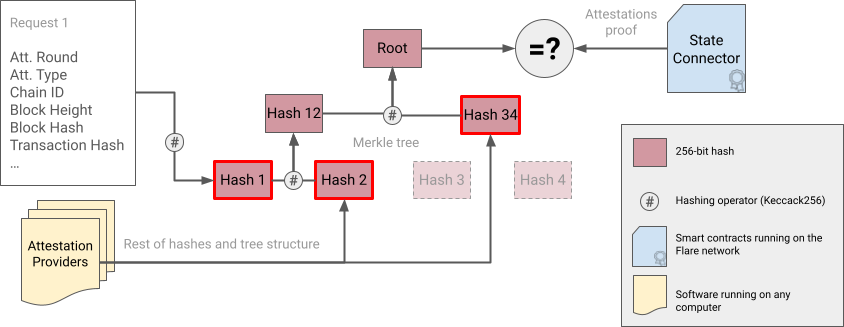 Request 1
Att. Round
Att. Type
Chain ID
Block Height
Block Hash
Transaction Hash
...
#
Hash 1
#
Hash 2
Hash 3
Hash 4
Hash 12
#
Hash 34
Merkle tree
Root
=?
Attestations
proof
State
Connector
Attestation
Providers
Rest of hashes and tree structure
256-bit hash
#
Hashing operator (Keccack256)
Smart contracts running on the
Flare network
Software running on any
computer